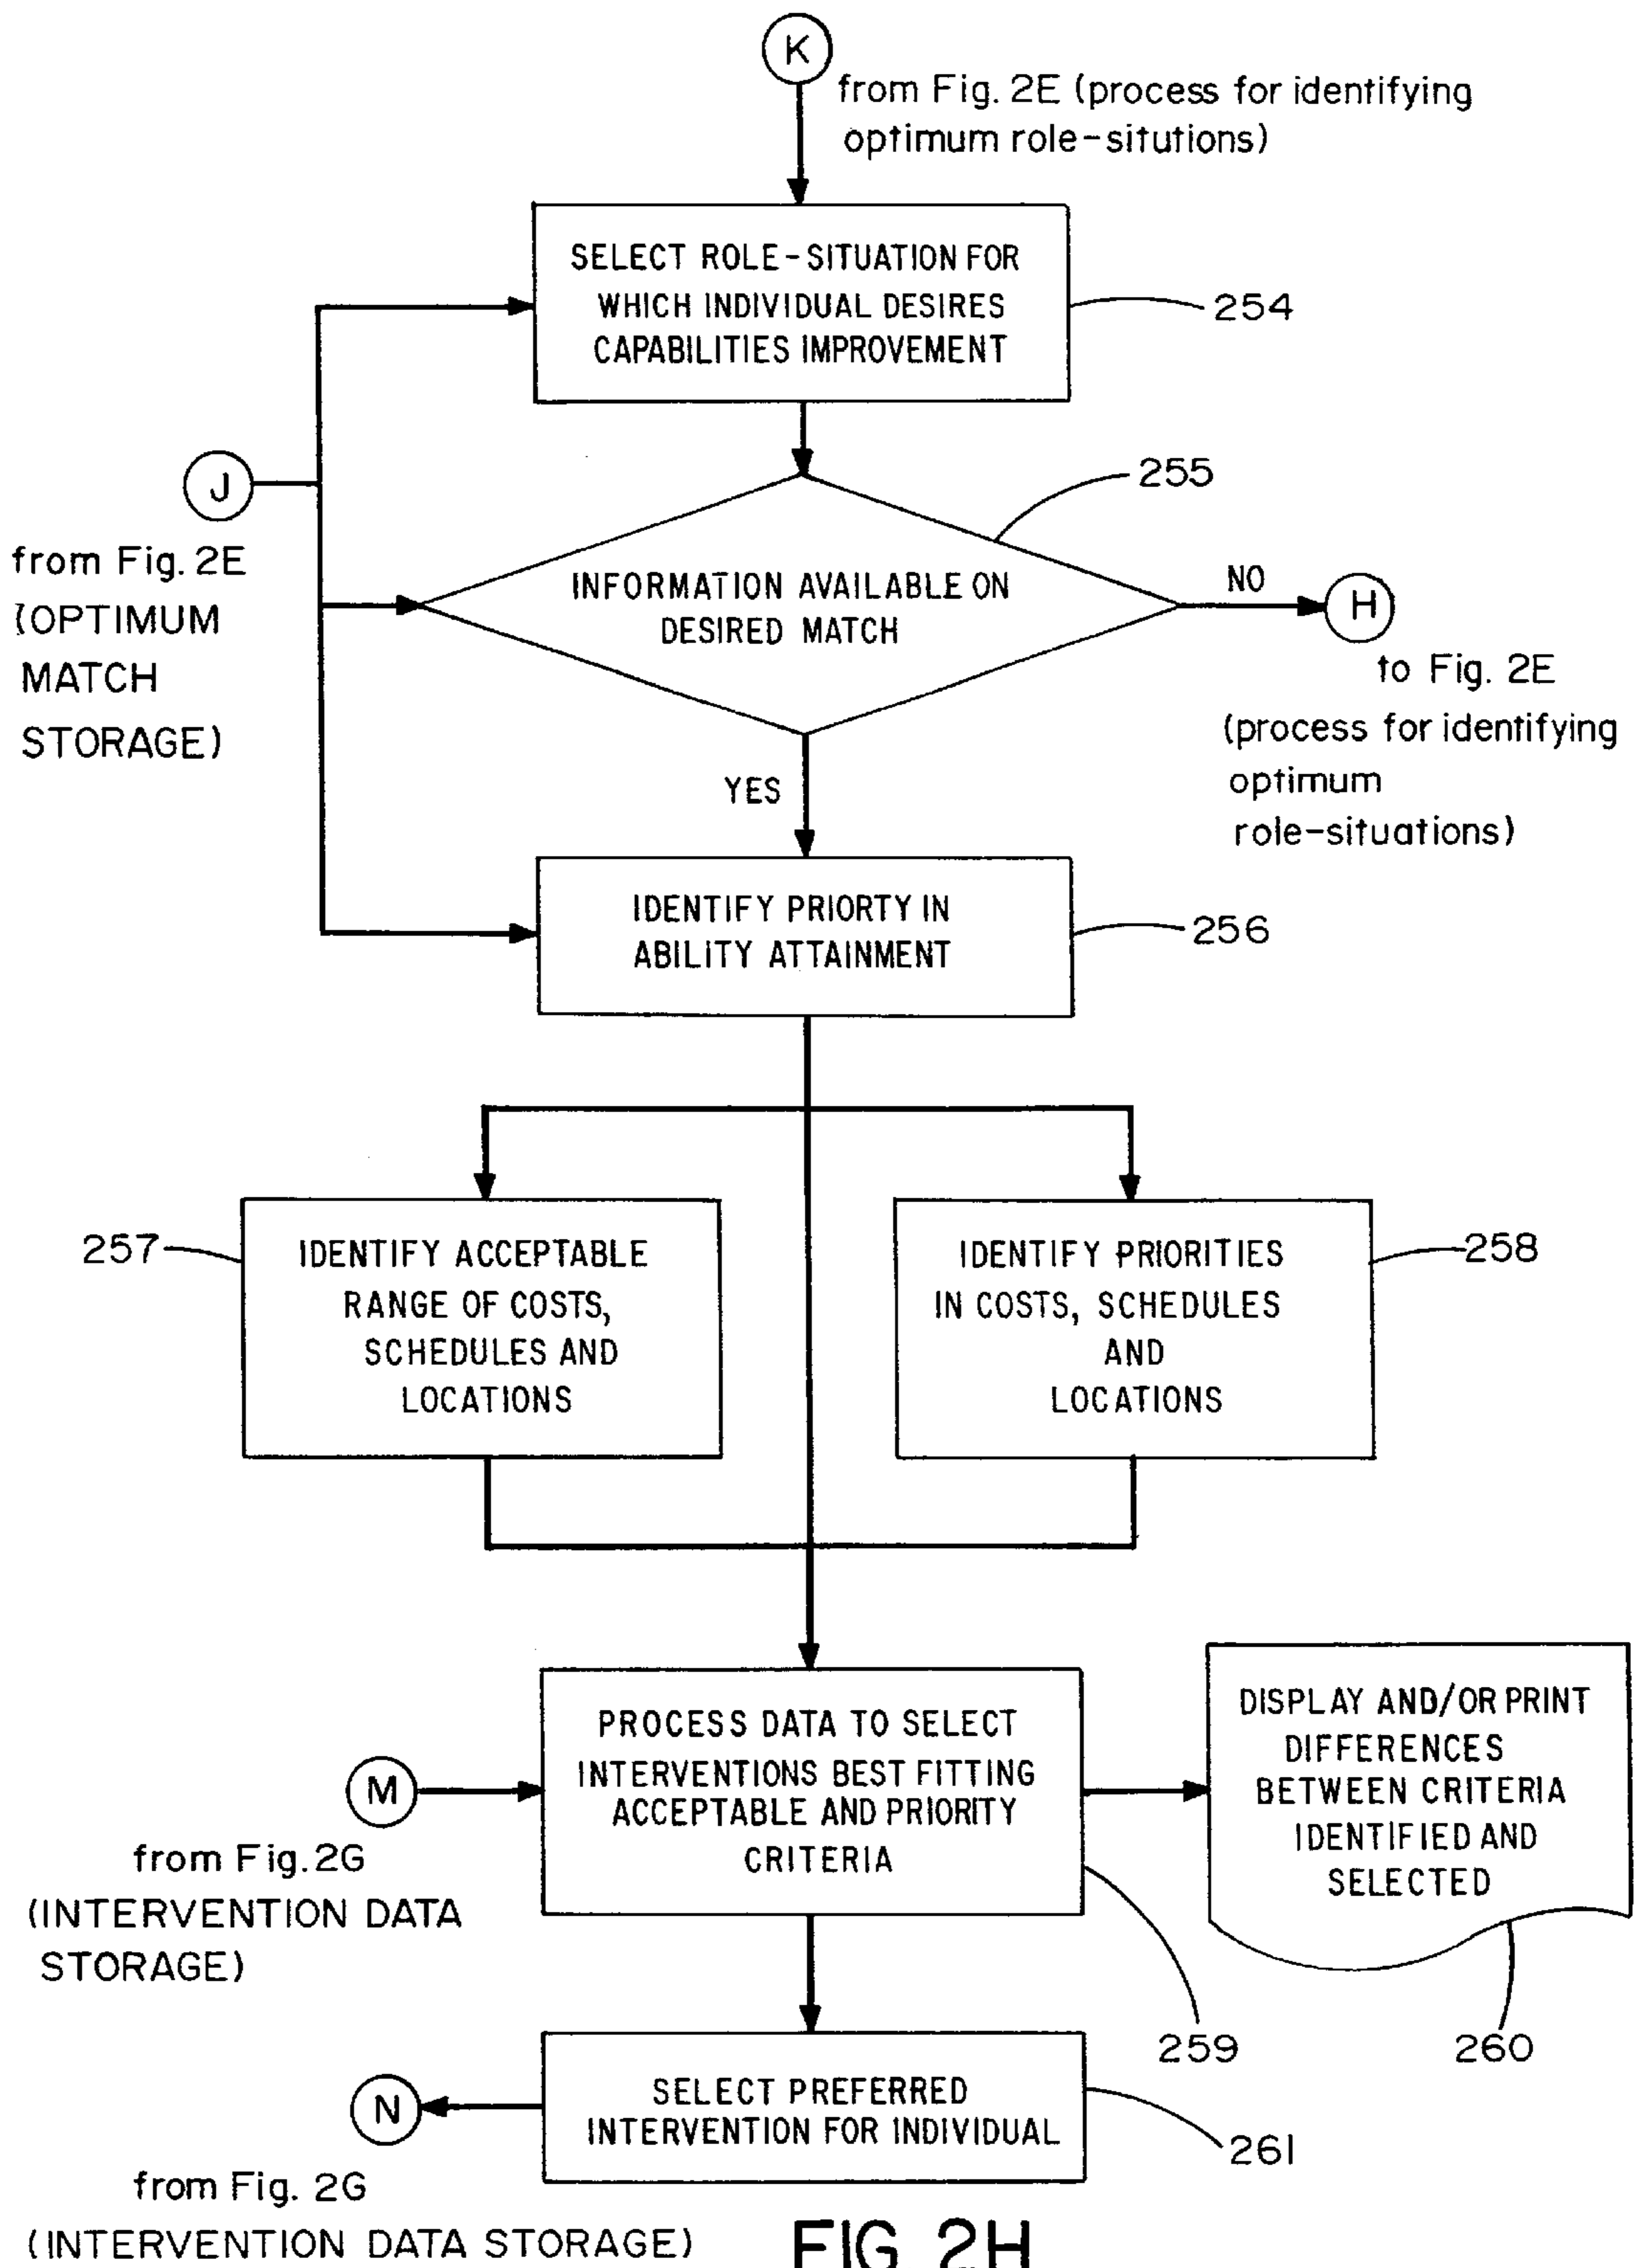 K
from Fig. 2E (process for identifying
optimum role-situtions)
SELECT ROLE-SITUATION FOR
WHICH INDIVIDUAL DESIRES
CAPABILITIES IMPROVEMENT
254
J
from Fig. 2E
(OPTIMUM
MATCH
STORAGE)
255
INFORMATION AVAILABLE ON
DESIRED MATCH
NO
H
to Fig. 2E
(process for identifying
optimum
role-situations)
YES
IDENTIFY PRIORTY IN
ABILITY ATTAINMENT
256
257
IDENTIFY ACCEPTABLE
RANGE OF COSTS,
SCHEDULES AND
LOCATIONS
IDENTIFY PRIORITIES
IN COSTS, SCHEDULES
AND
LOCATIONS
258
M
from Fig. 2G
(INTERVENTION DATA
STORAGE)
PROCESS DATA TO SELECT
INTERVENTIONS BEST FITTING
ACCEPTABLE AND PRIORITY
CRITERIA
259
DISPLAY AND/OR PRINT
DIFFERENCES
BETWEEN CRITERIA
IDENTIFIED AND
SELECTED
260
N
from Fig. 2G
(INTERVENTION DATA STORAGE)
SELECT PREFERRED
INTERVENTION FOR INDIVIDUAL
261
FIG. 2H